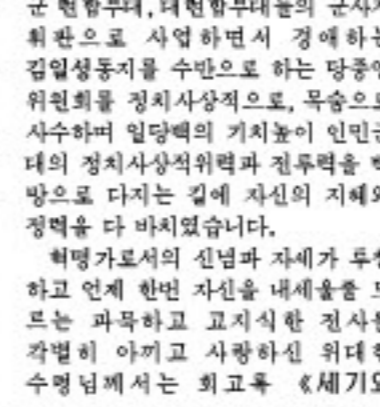 군 련합부대, 대련합부대들의 군사
휘관으로 사업하면서 경애하는
김일성동지를 수반으로 하는 당중앙
위원회를 정치사상적으로, 목숨으로
사수하며 일당백의 기치높이 인민군
대의 정치사상적위력과 전투력을
방으로 다지는 길에 자신의 지혜와
정력을 다 바치였습니다.
혁명가로서의 신념과 자세가 투
하고 언제 한번 자신을 내세울줄 모
르는 과묵하고 고지식한 전사를
각별히 아끼고 사랑하신 위대한
수령님께서는 회고록 《세기와